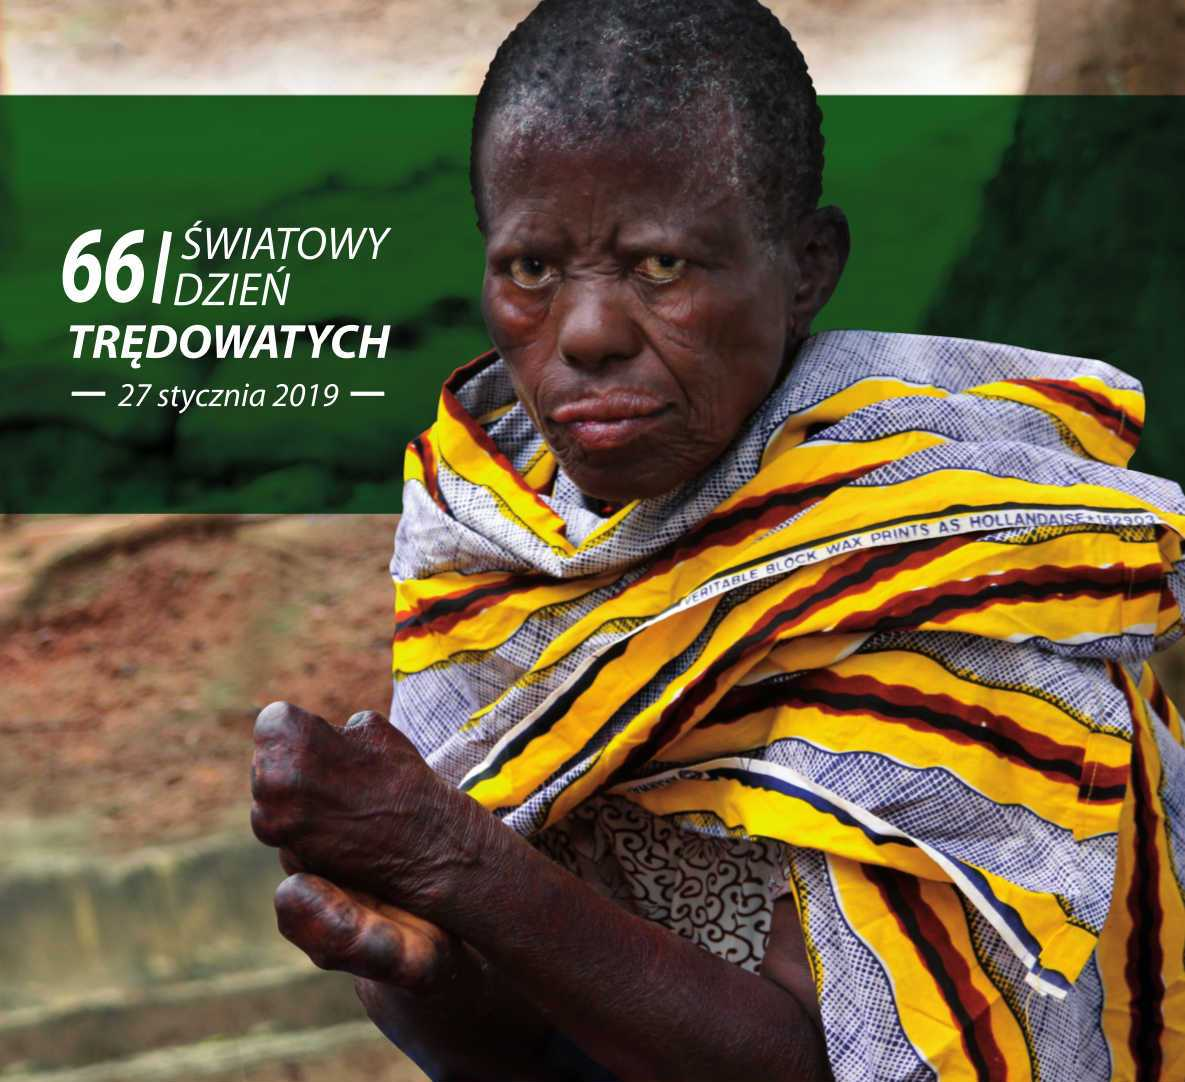 66 ŚWIATOWY
DZIEŃ
TRĘDOWATYCH
27 stycznia 2019
VERITABLE BLOCK WAX PRINTS AS HOLLANDAISE